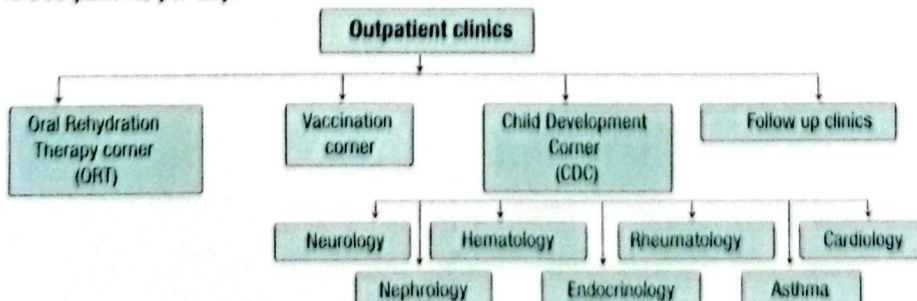 Outpatient clinics
Oral Rehydration
Therapy corner
(ORT)
Vaccination
corner
Child Development
Corner
(CDC)
Follow up clinics
Neurology
Hematology
Rheumatology
Cardiology
Nephrology
Endocrinology
Asthma